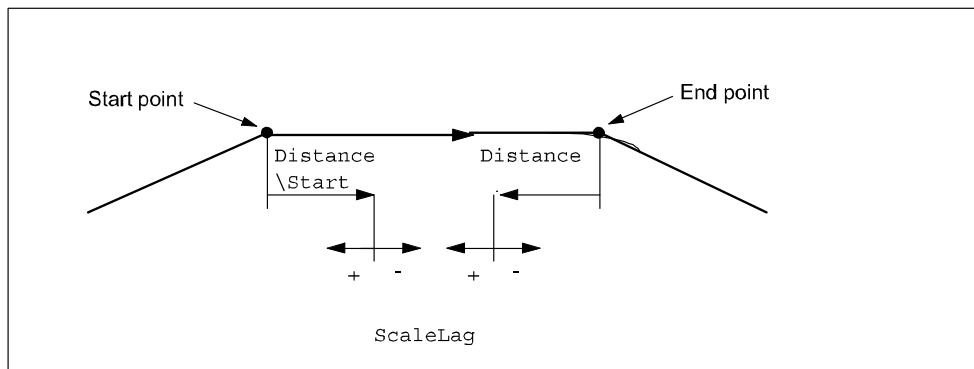 Start point
End point
Distance
\Start
Distance
+ -
+ -
ScaleLag